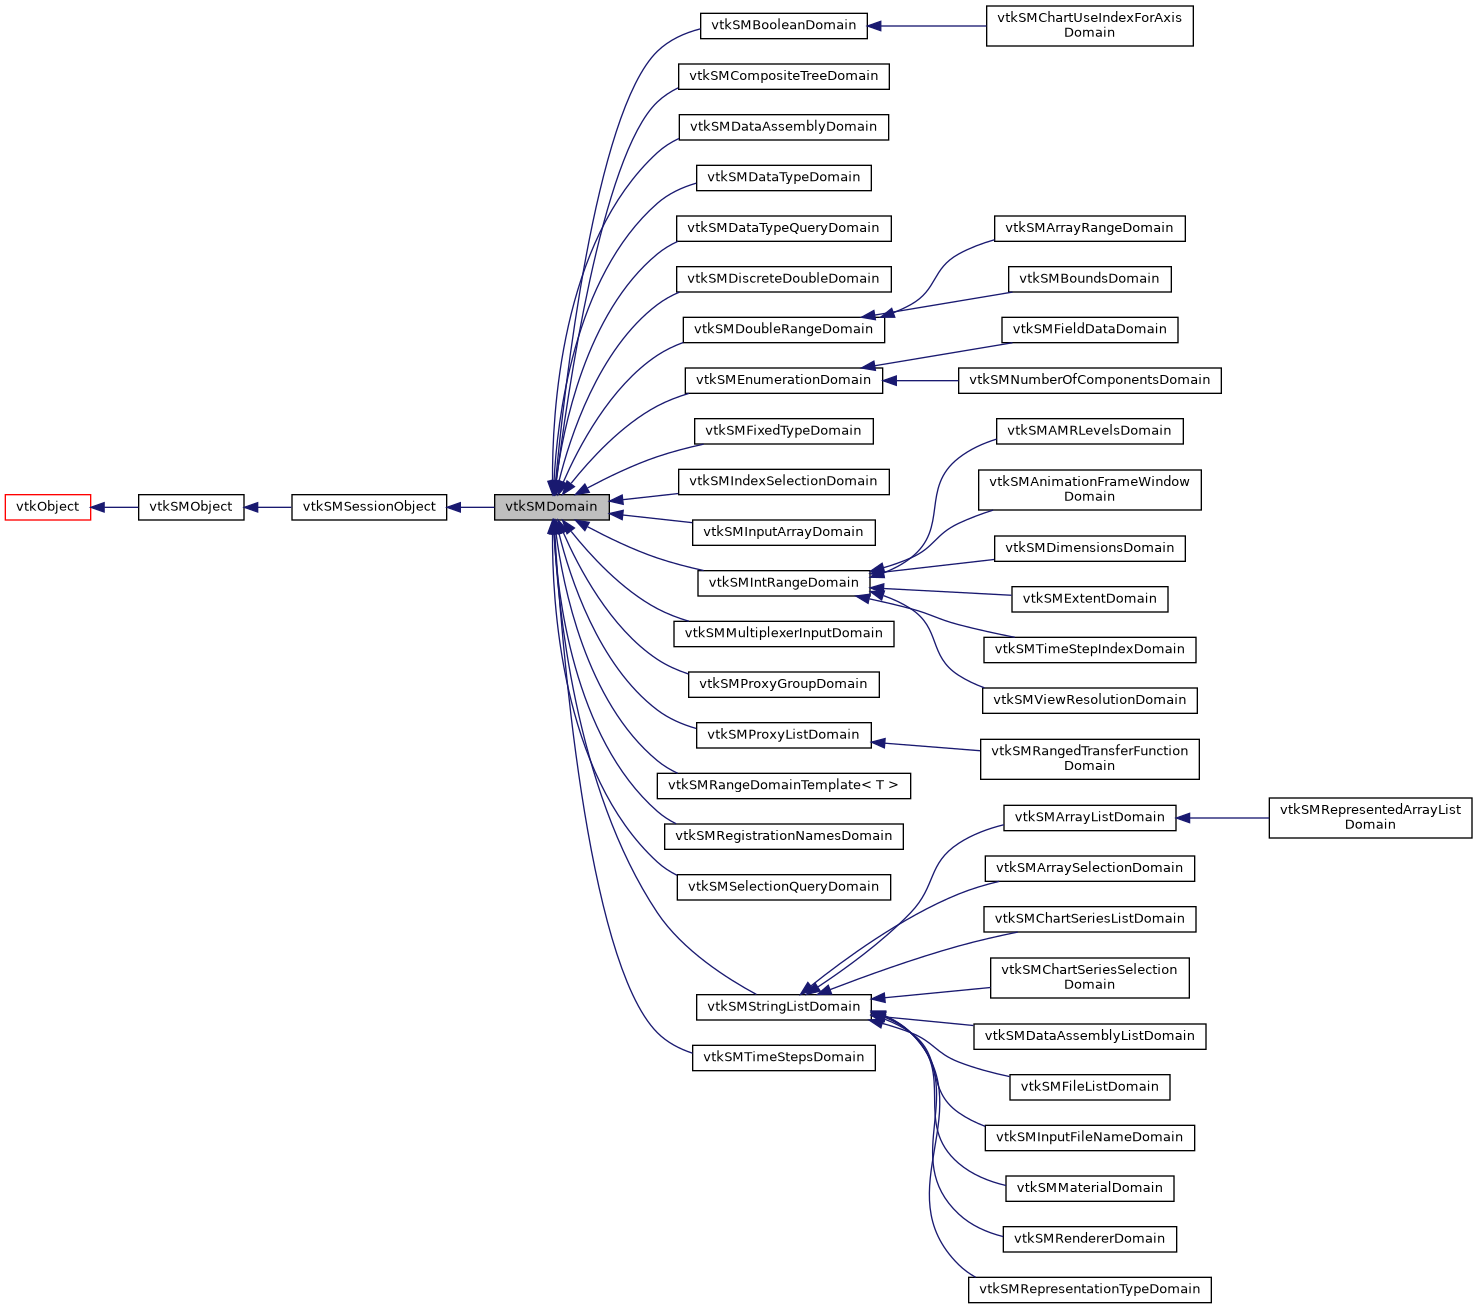 vtkSMBooleanDomain
vtkSMChartUseIndexForAxis
Domain
vtkSMCompositeTreeDomain
vtkSMDataAssemblyDomain
vtkSMDataTypeDomain
vtkSMDataTypeQueryDomain
vtkSMArrayRangeDomain
vtkSMDiscreteDoubleDomain
vtkSMBoundsDomain
vtkSMDoubleRangeDomain
vtkSMFieldDataDomain
vtkSMEnumerationDomain
vtkSMNumberOfComponentsDomain
vtkSMFixedTypeDomain
vtkSMAMRLevelsDomain
vtkSMIndexSelectionDomain
vtkSMAnimationFrameWindow
Domain
vtkObject
vtkSMObject
vtkSMSessionObject
vtkSMDomain
vtkSMInputArrayDomain
vtkSMDimensionsDomain
vtkSMIntRangeDomain
vtkSMExtentDomain
vtkSMMultiplexerInputDomain
vtkSMTimeStepIndexDomain
vtkSMProxyGroupDomain
vtkSMViewResolutionDomain
vtkSMProxyListDomain
vtkSMRangedTransferFunction
Domain
vtkSMRangeDomainTemplate< T >
vtkSMArrayListDomain
vtkSMRepresentedArrayList
Domain
vtkSMRegistrationNamesDomain
vtkSMArraySelectionDomain
vtkSMSelectionQueryDomain
vtkSMChartSeriesListDomain
vtkSMChartSeriesSelection
Domain
vtkSMStringListDomain
vtkSMDataAssemblyListDomain
vtkSMTimeStepsDomain
vtkSMFileListDomain
vtkSMInputFileNameDomain
vtkSMMaterialDomain
vtkSMRendererDomain
vtkSMRepresentationTypeDomain